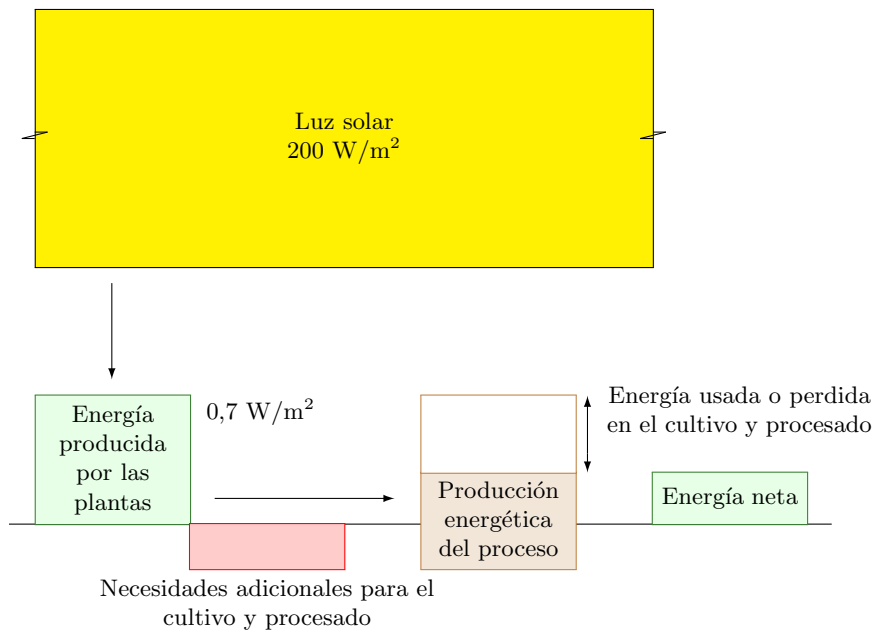 Luz solar
200 W/m²
Energía
producida
por las
plantas
0,7 W/m²
Energía usada o perdida
en el cultivo y procesado
Producción
energética
del proceso
Energía neta
Necesidades adicionales para el
cultivo y procesado